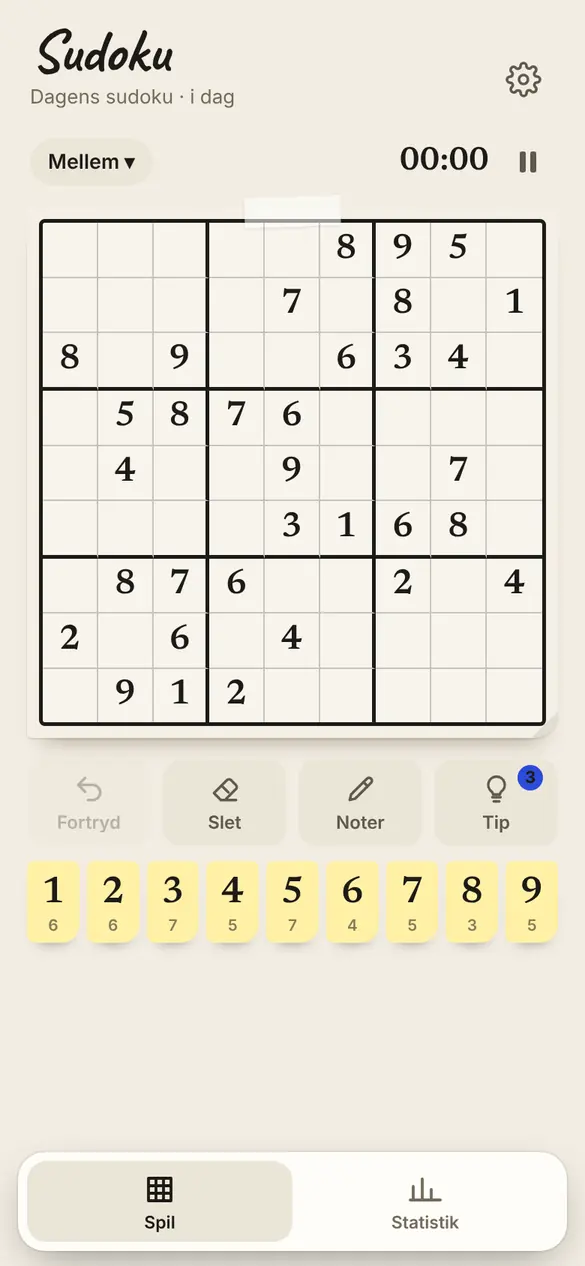 Sudoku
Dagens sudoku · i dag
Mellem ▾
00:00
8 9 5
7 8 1
8 9 6 3 4
5 8 7 6
4 9 7
3 1 6 8
8 7 6 2 4
2 6 4
9 1 2
3
Fortryd Slet Noter Tip
1 2 3 4 5 6 7 8 9
6 6 7 5 7 4 5 3 5
Spil Statistik